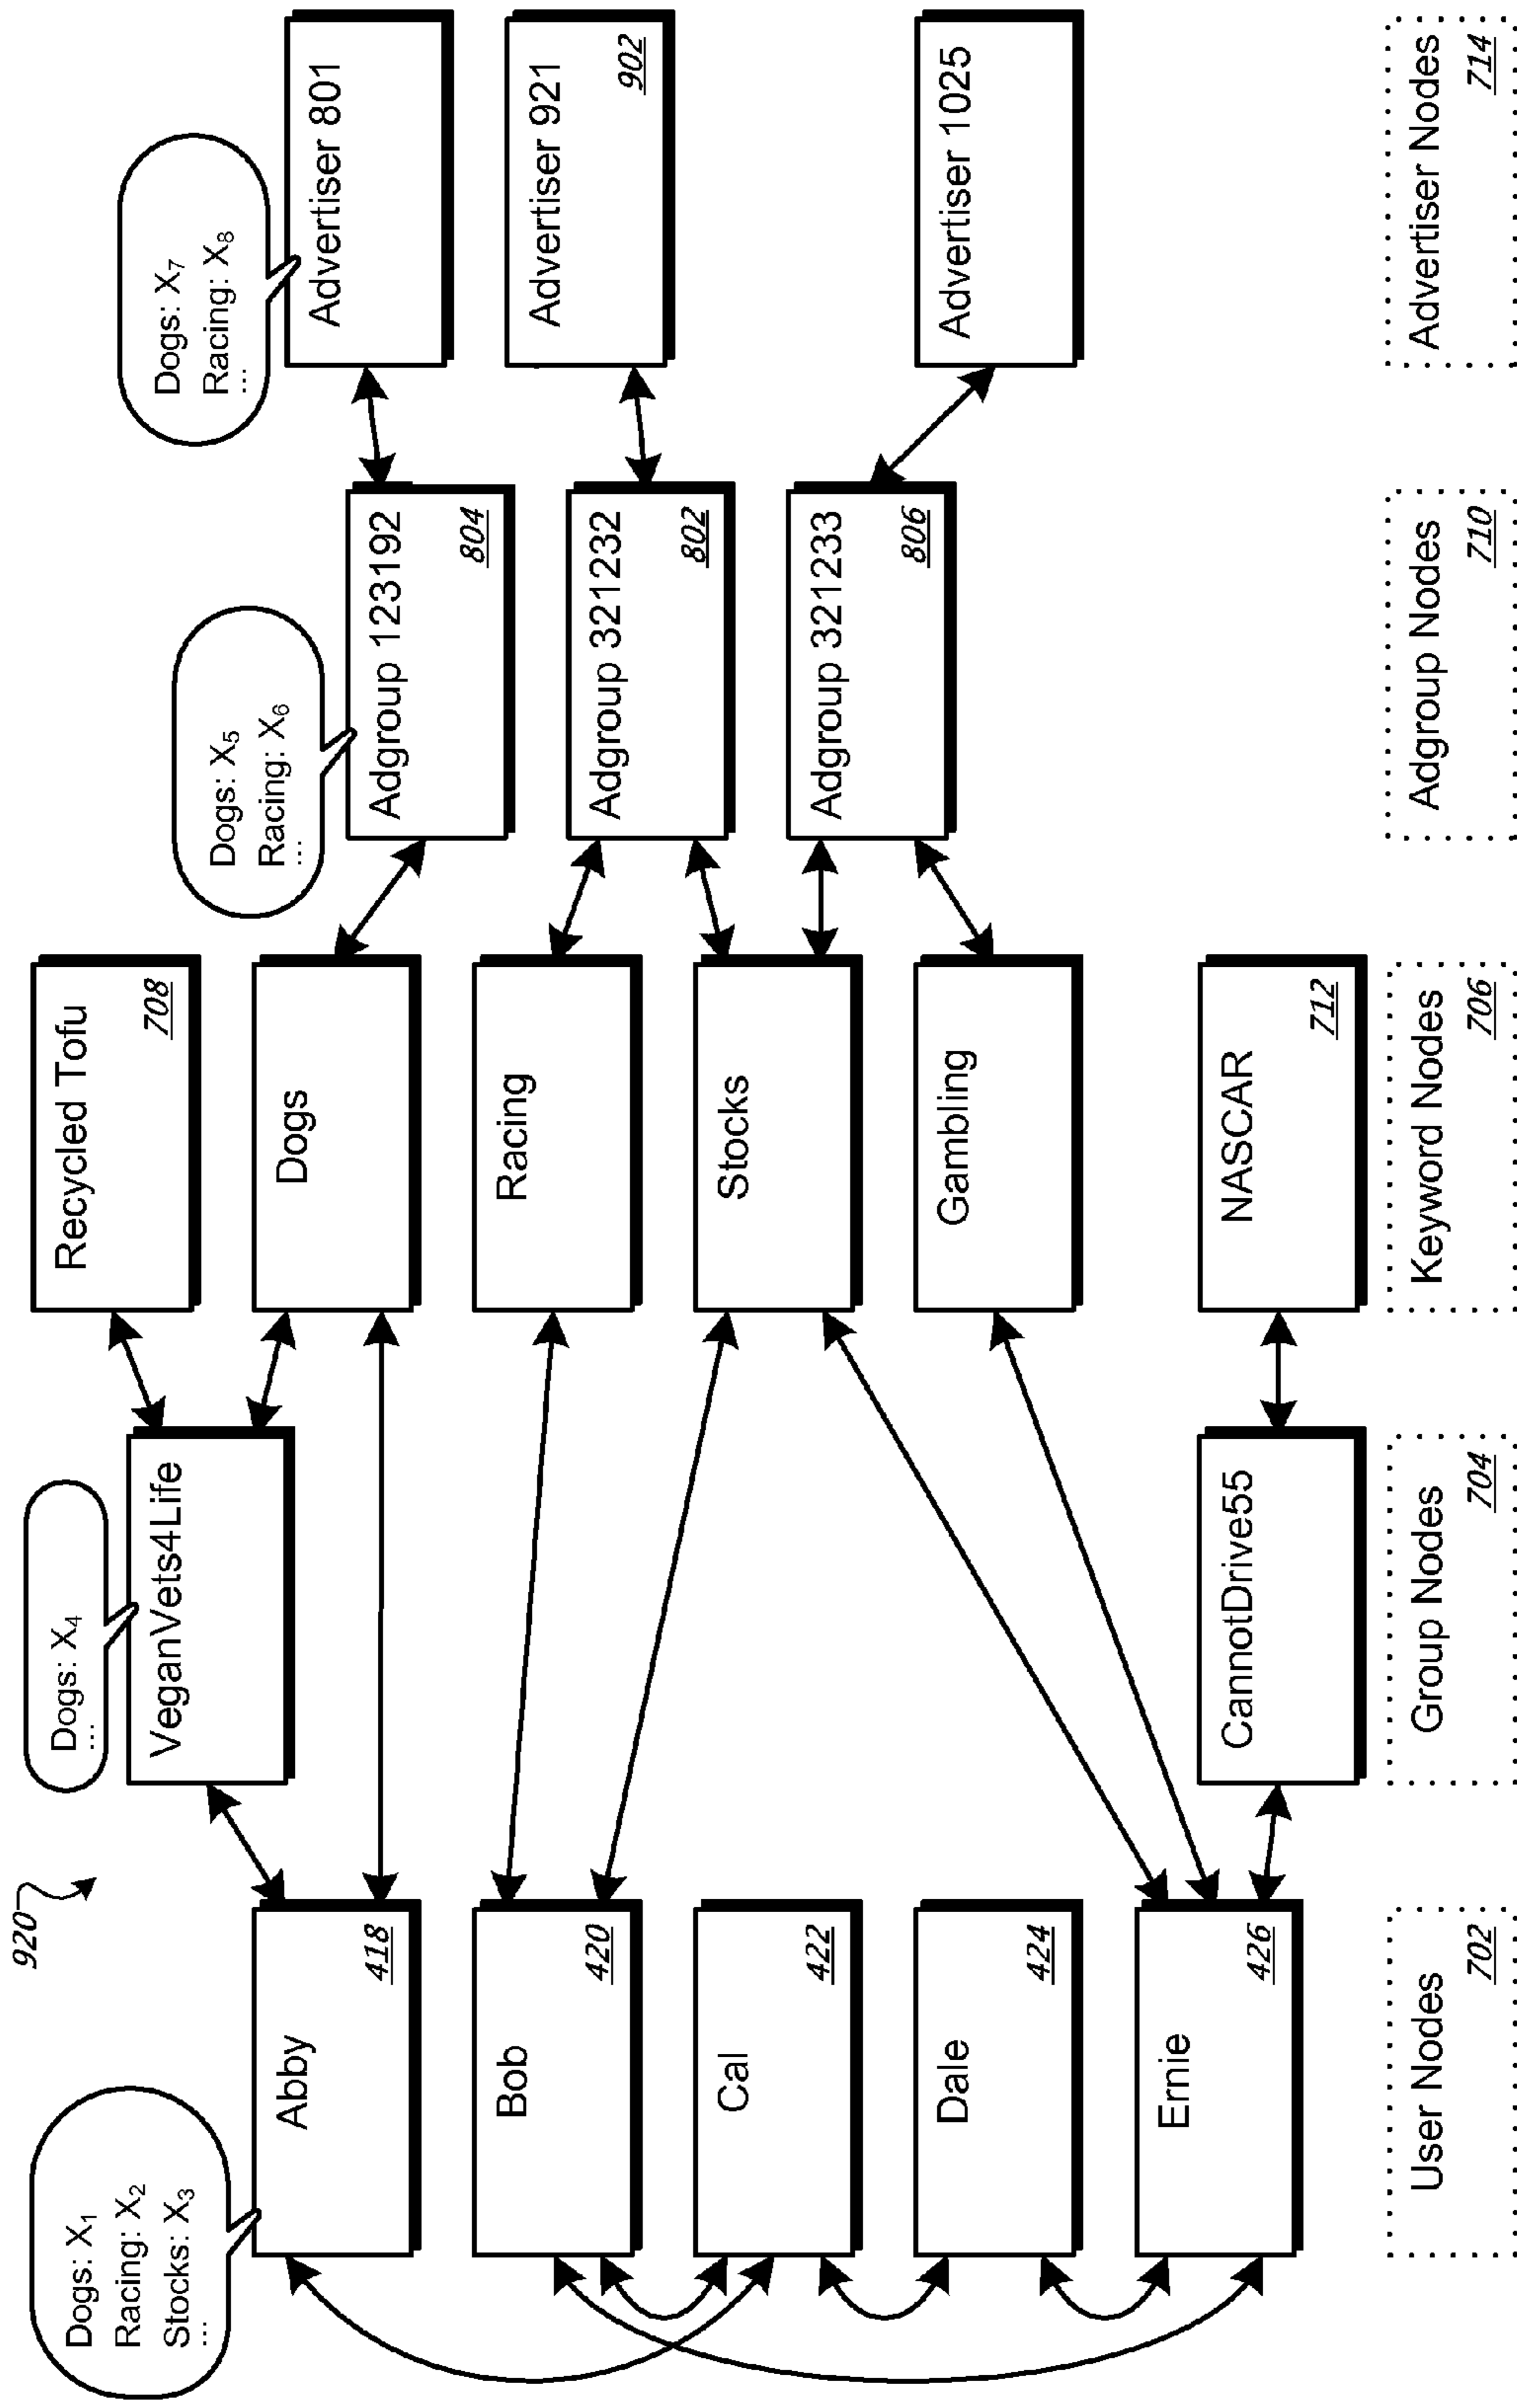 920
Dogs: X₁
Racing: X₂
Stocks: X₃
...
Abby
418
Bob
420
Cal
422
Dale
424
Ernie
426
User Nodes
702
Dogs: X₄
...
VeganVets4Life
CannotDrive55
Group Nodes
704
Recycled Tofu
708
Dogs
Racing
Stocks
Gambling
NASCAR
712
Keyword Nodes
706
Dogs: X₅
Racing: X₆
...
Adgroup 123192
804
Adgroup 321232
802
Adgroup 321233
806
Adgroup Nodes
710
Dogs: X₇
Racing: X₈
...
Advertiser 801
Advertiser 921
902
Advertiser 1025
Advertiser Nodes
714